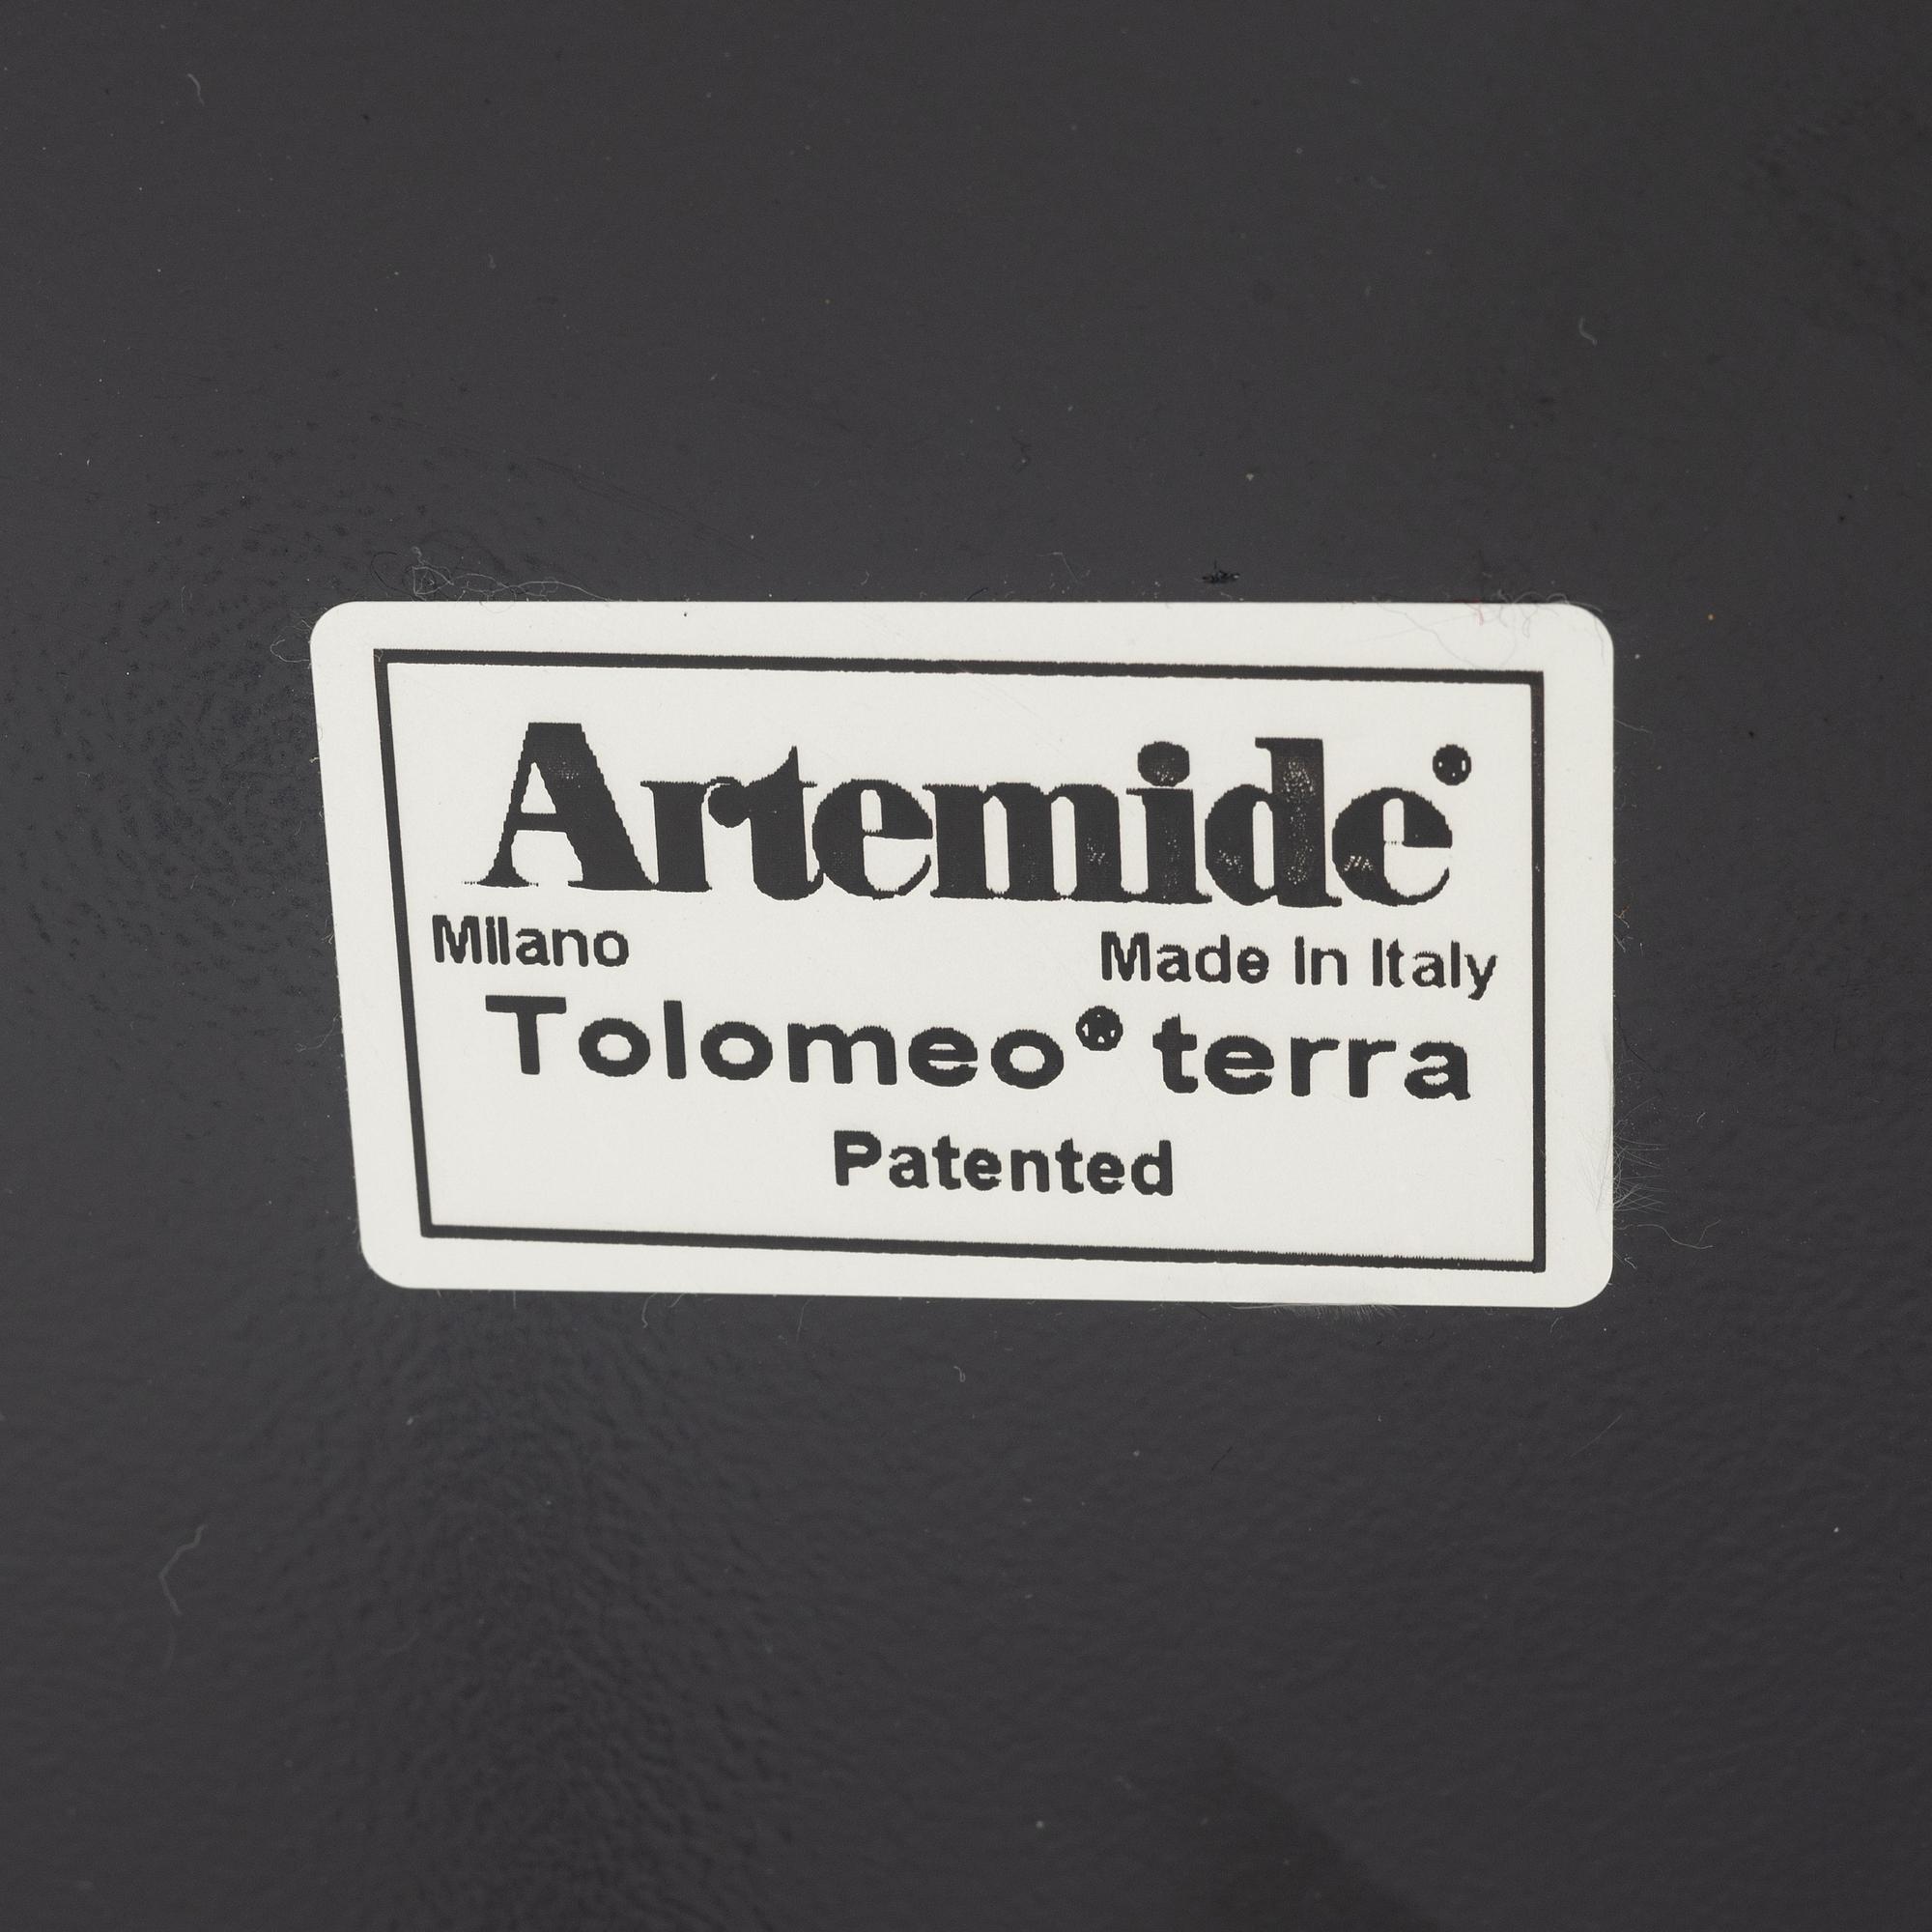 Artemide®
Milano Made in Italy
Tolomeo® terra
Patented